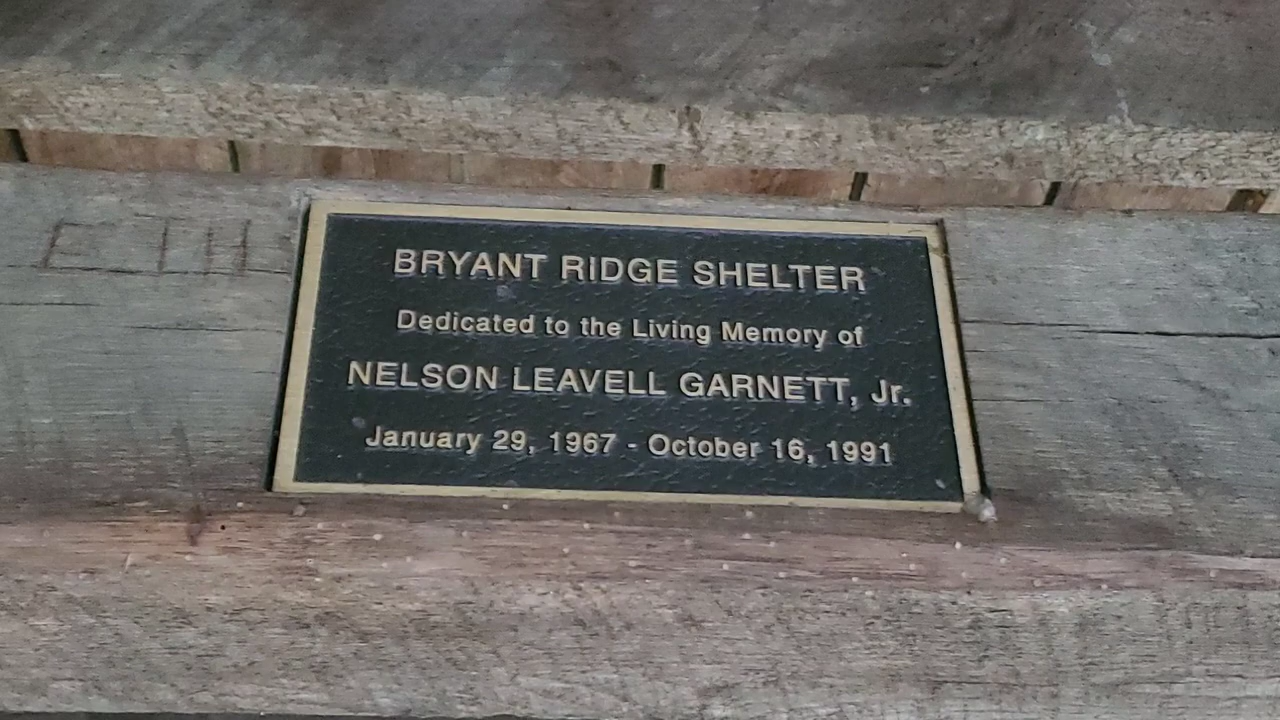 BRYANT RIDGE SHELTER
Dedicated to the Living Memory of
NELSON LEAVELL GARNETT, Jr.
January 29, 1967 - October 16, 1991